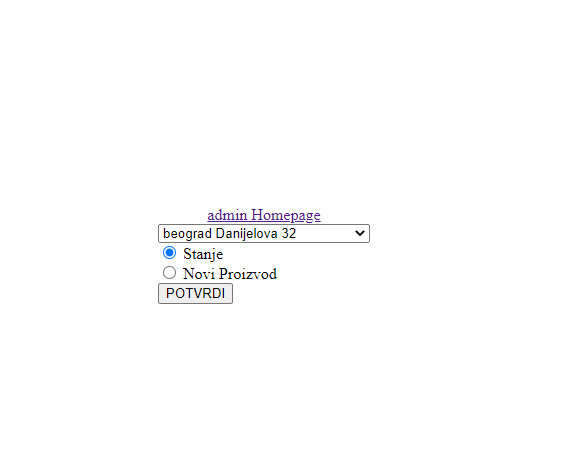 admin Homepage
beograd Danijelova 32
Stanje
Novi Proizvod
POTVRDI